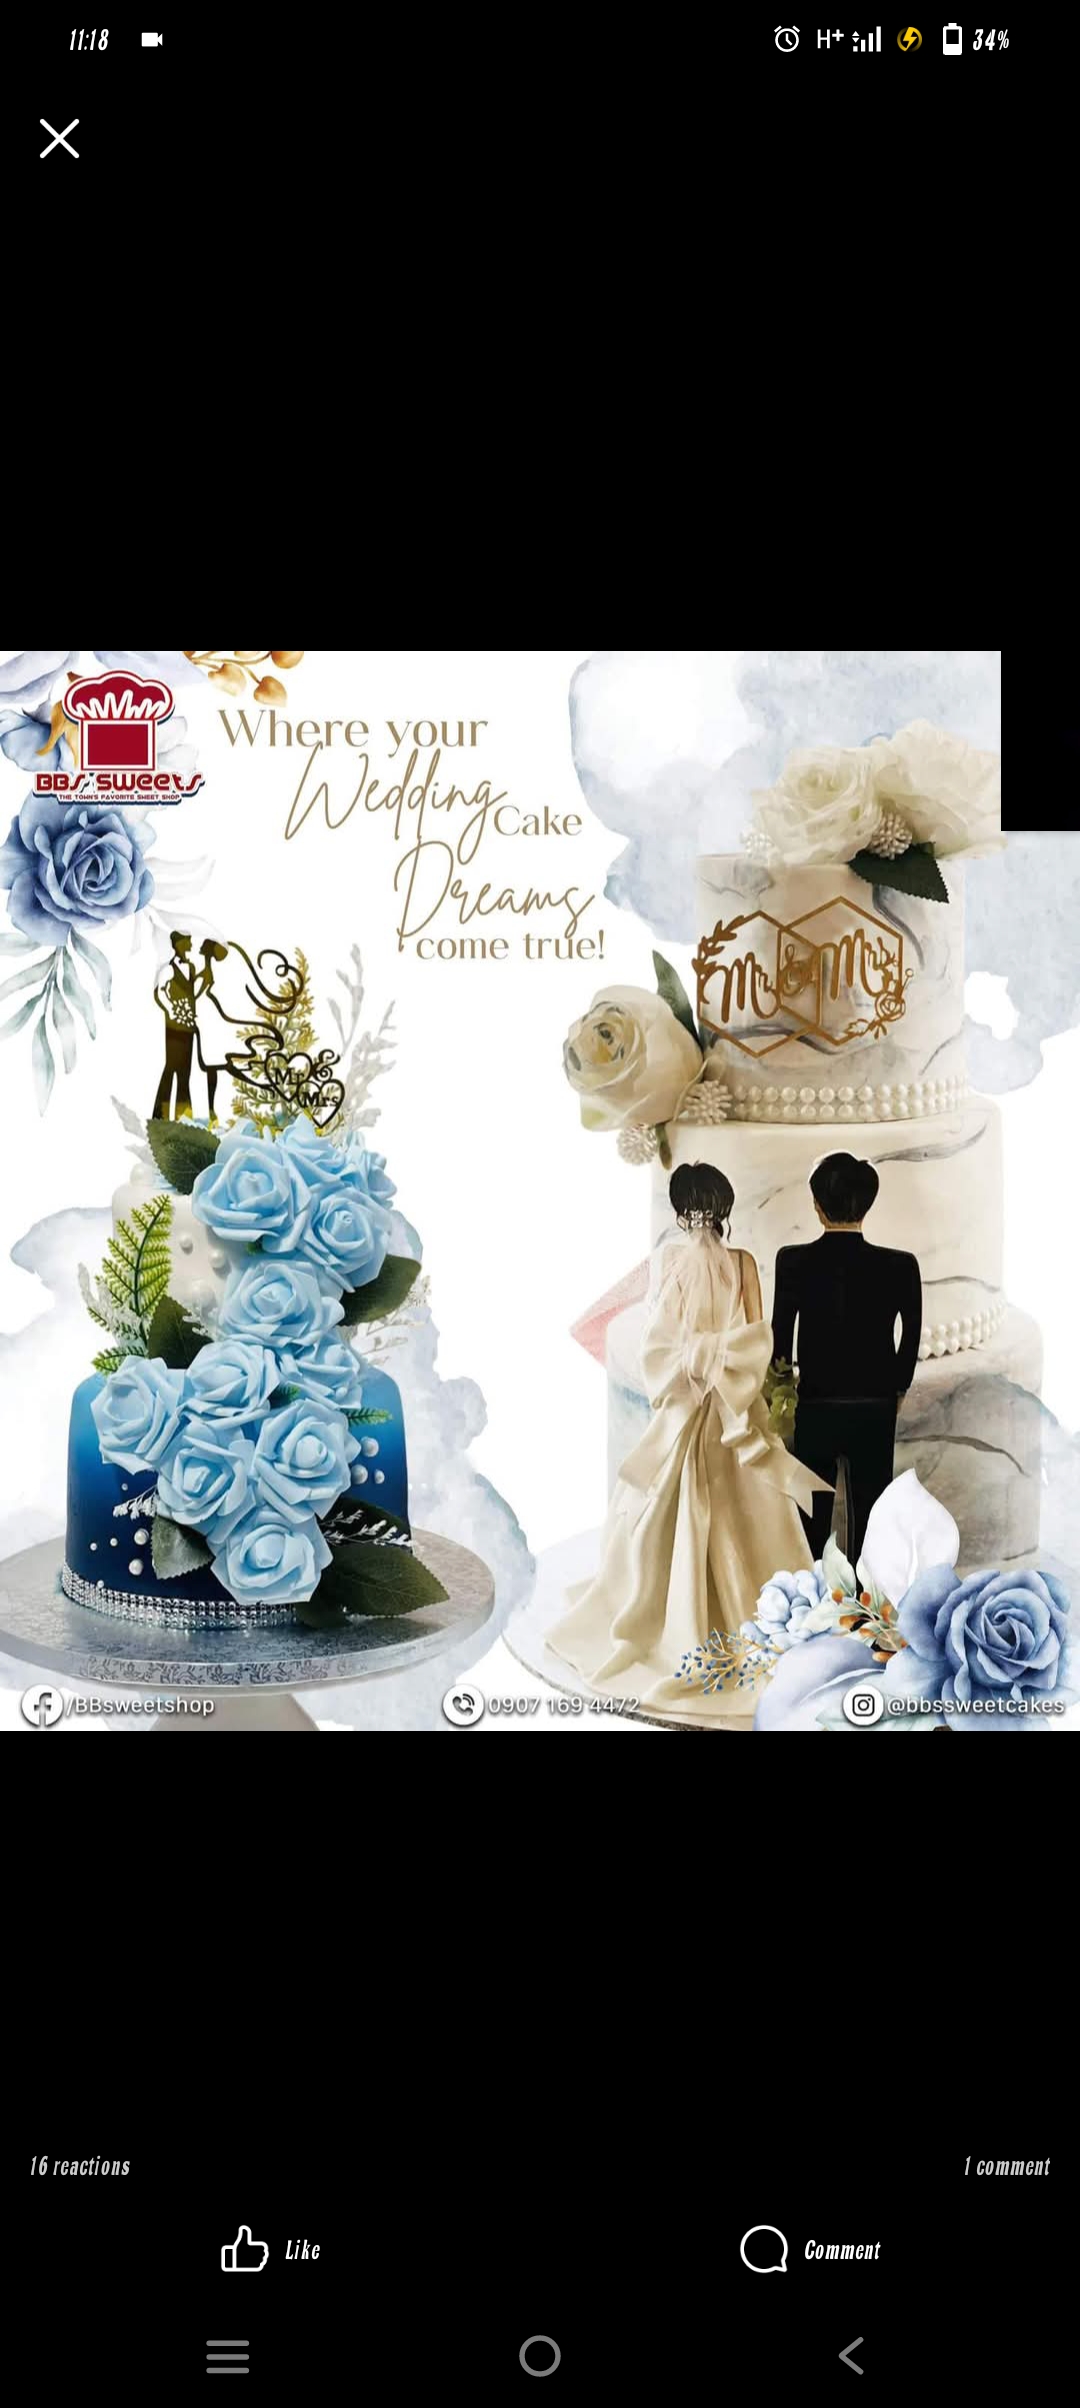 11:18
H+
34%
BBS SWEETS
THE TOWN'S FAVORITE SWEET SHOP
Where your
Wedding Cake
Dreams
come true!
Mr & Mrs
Mr & Mrs
/BBsweetshop
0907 169 4472
@bbssweetcakes
16 reactions
1 comment
Like
Comment